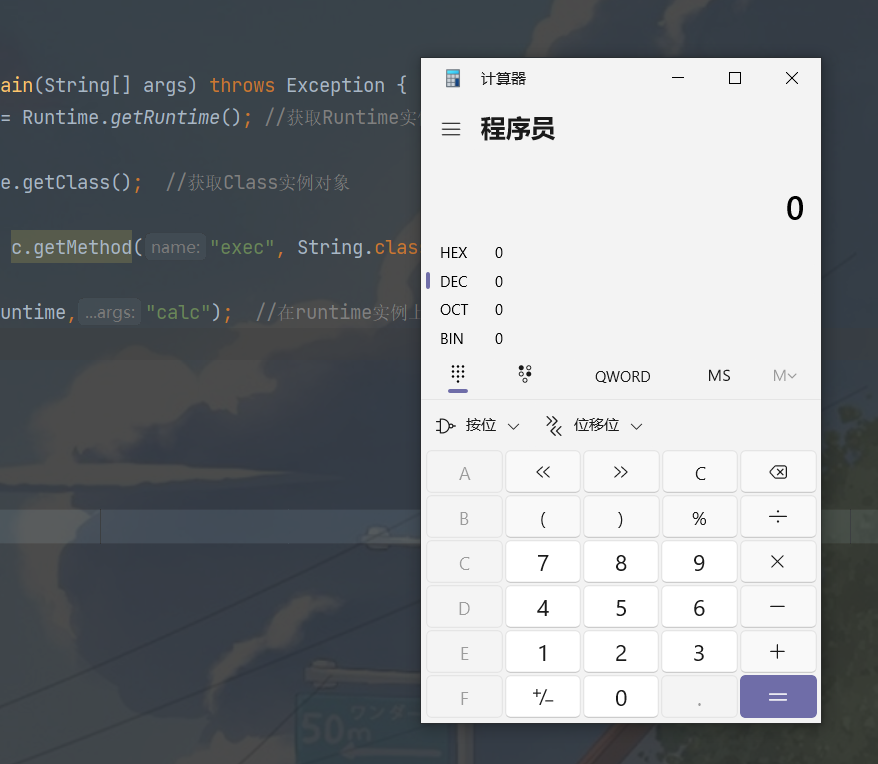 ain(String[] args) throws Exception {
= Runtime.getRuntime(); //获取Runtime实
e.getClass(); //获取Class实例对象
c.getMethod( name: "exec", String.clas
untime, ...args: "calc"); //在runtime实例上
计算器
程序员
0
HEX 0
DEC 0
OCT 0
BIN 0
QWORD MS M
按位 位移位
A << >> C
B ( ) % ÷
C 7 8 9 ×
D 4 5 6 −
E 1 2 3 +
F +/− 0 . =
50m ワンダー